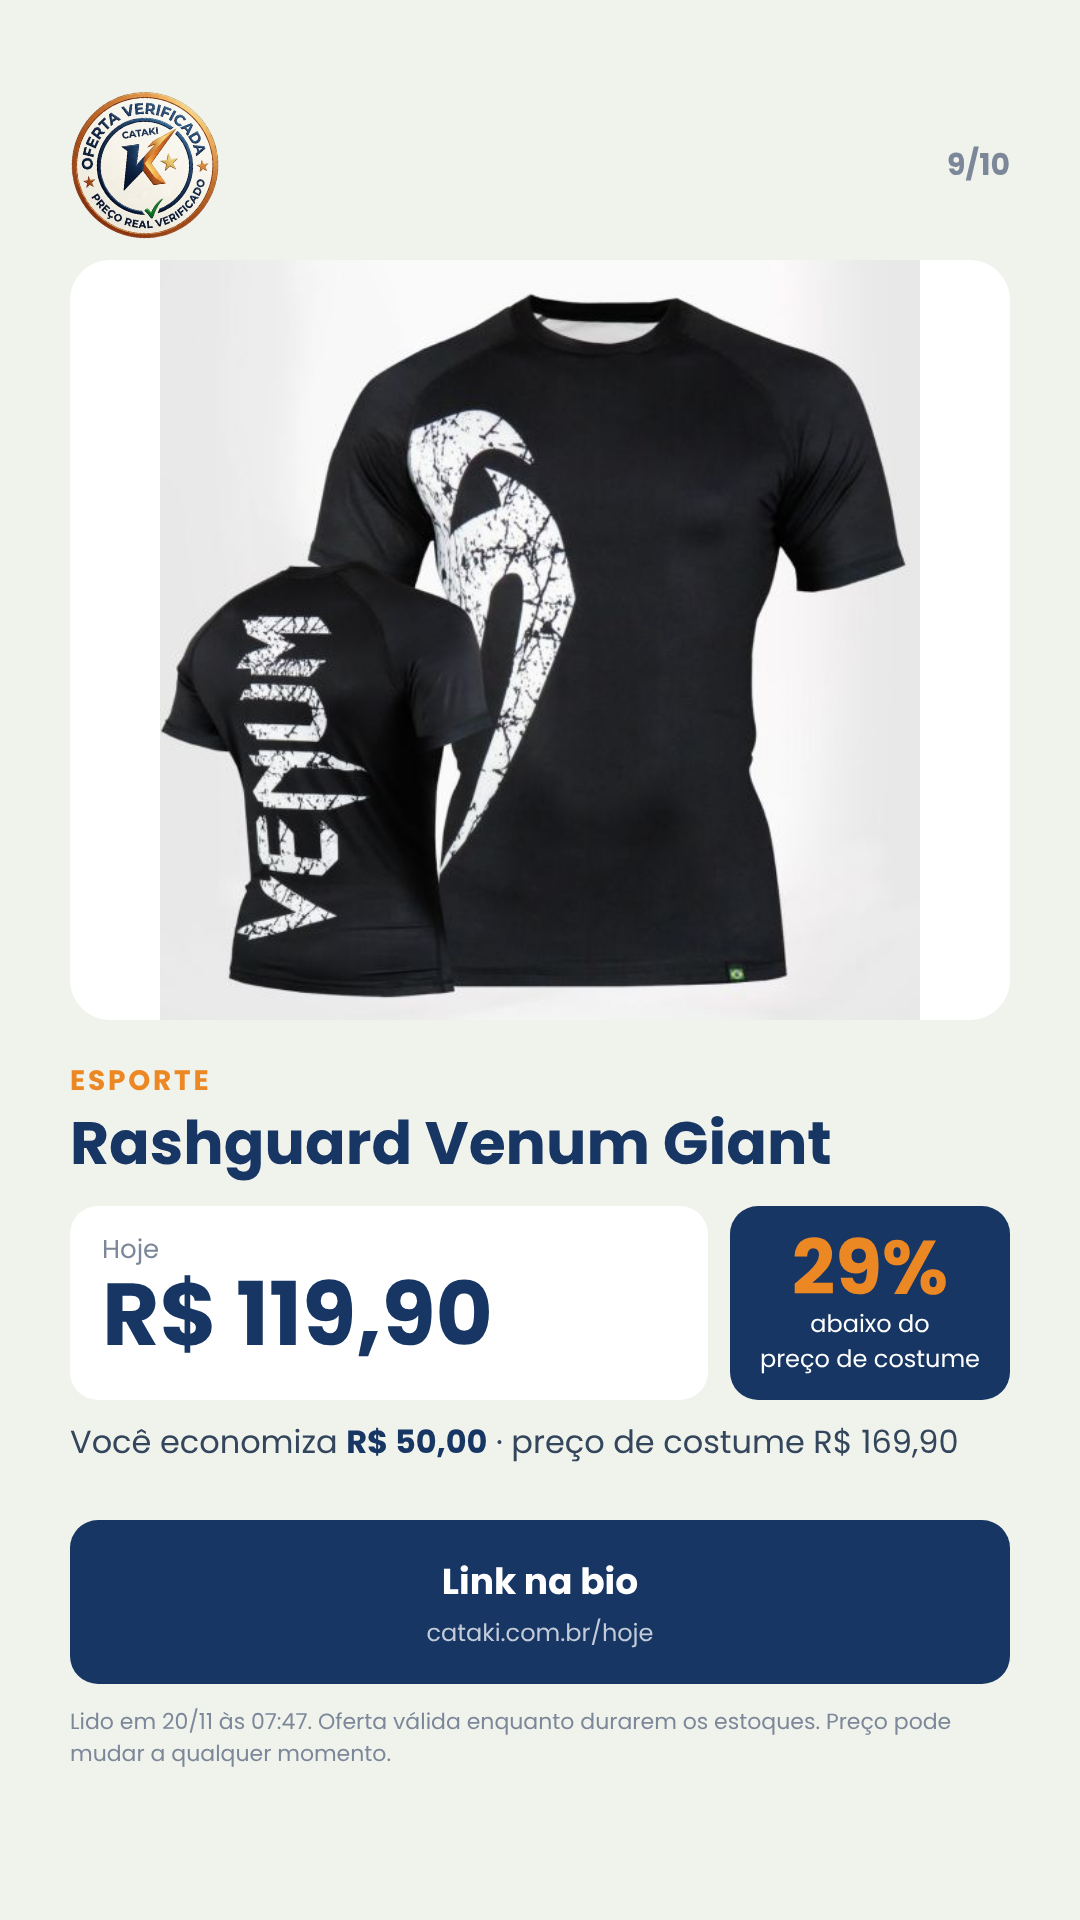 OFERTA VERIFICADA
CATAKI
K
PREÇO REAL VERIFICADO
9/10
VENUM
ESPORTE
Rashguard Venum Giant
Hoje
R$ 119,90
29%
abaixo do
preço de costume
Você economiza R$ 50,00 · preço de costume R$ 169,90
Link na bio
cataki.com.br/hoje
Lido em 20/11 às 07:47. Oferta válida enquanto durarem os estoques. Preço pode
mudar a qualquer momento.